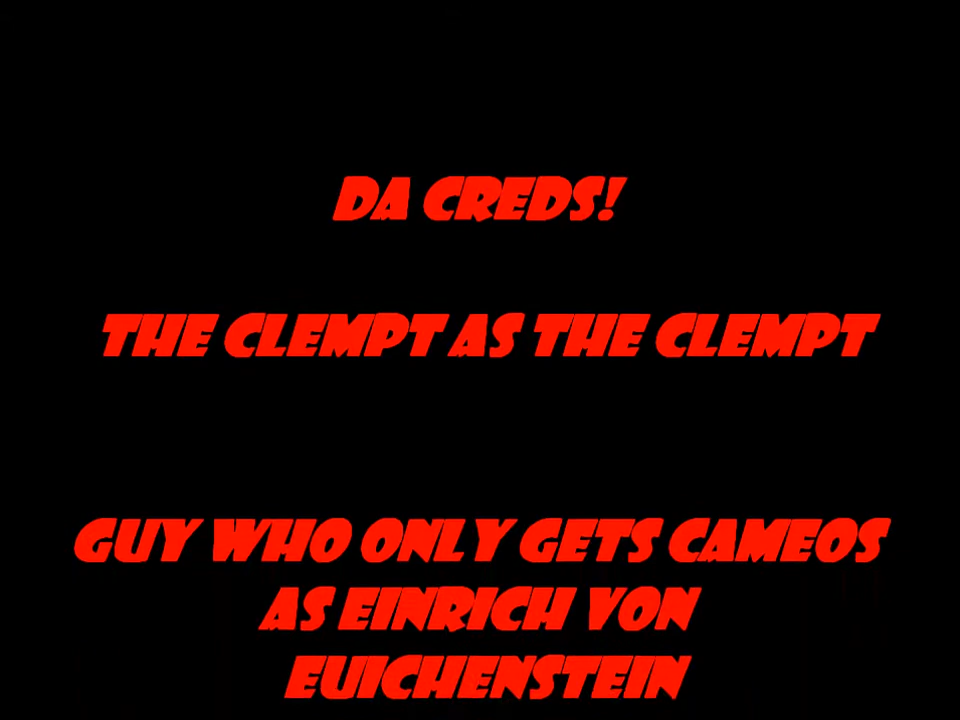 DA CREDS!
THE CLEMPT AS THE CLEMPT
GUY WHO ONLY GETS CAMEOS
AS EINRICH VON
EUICHENSTEIN